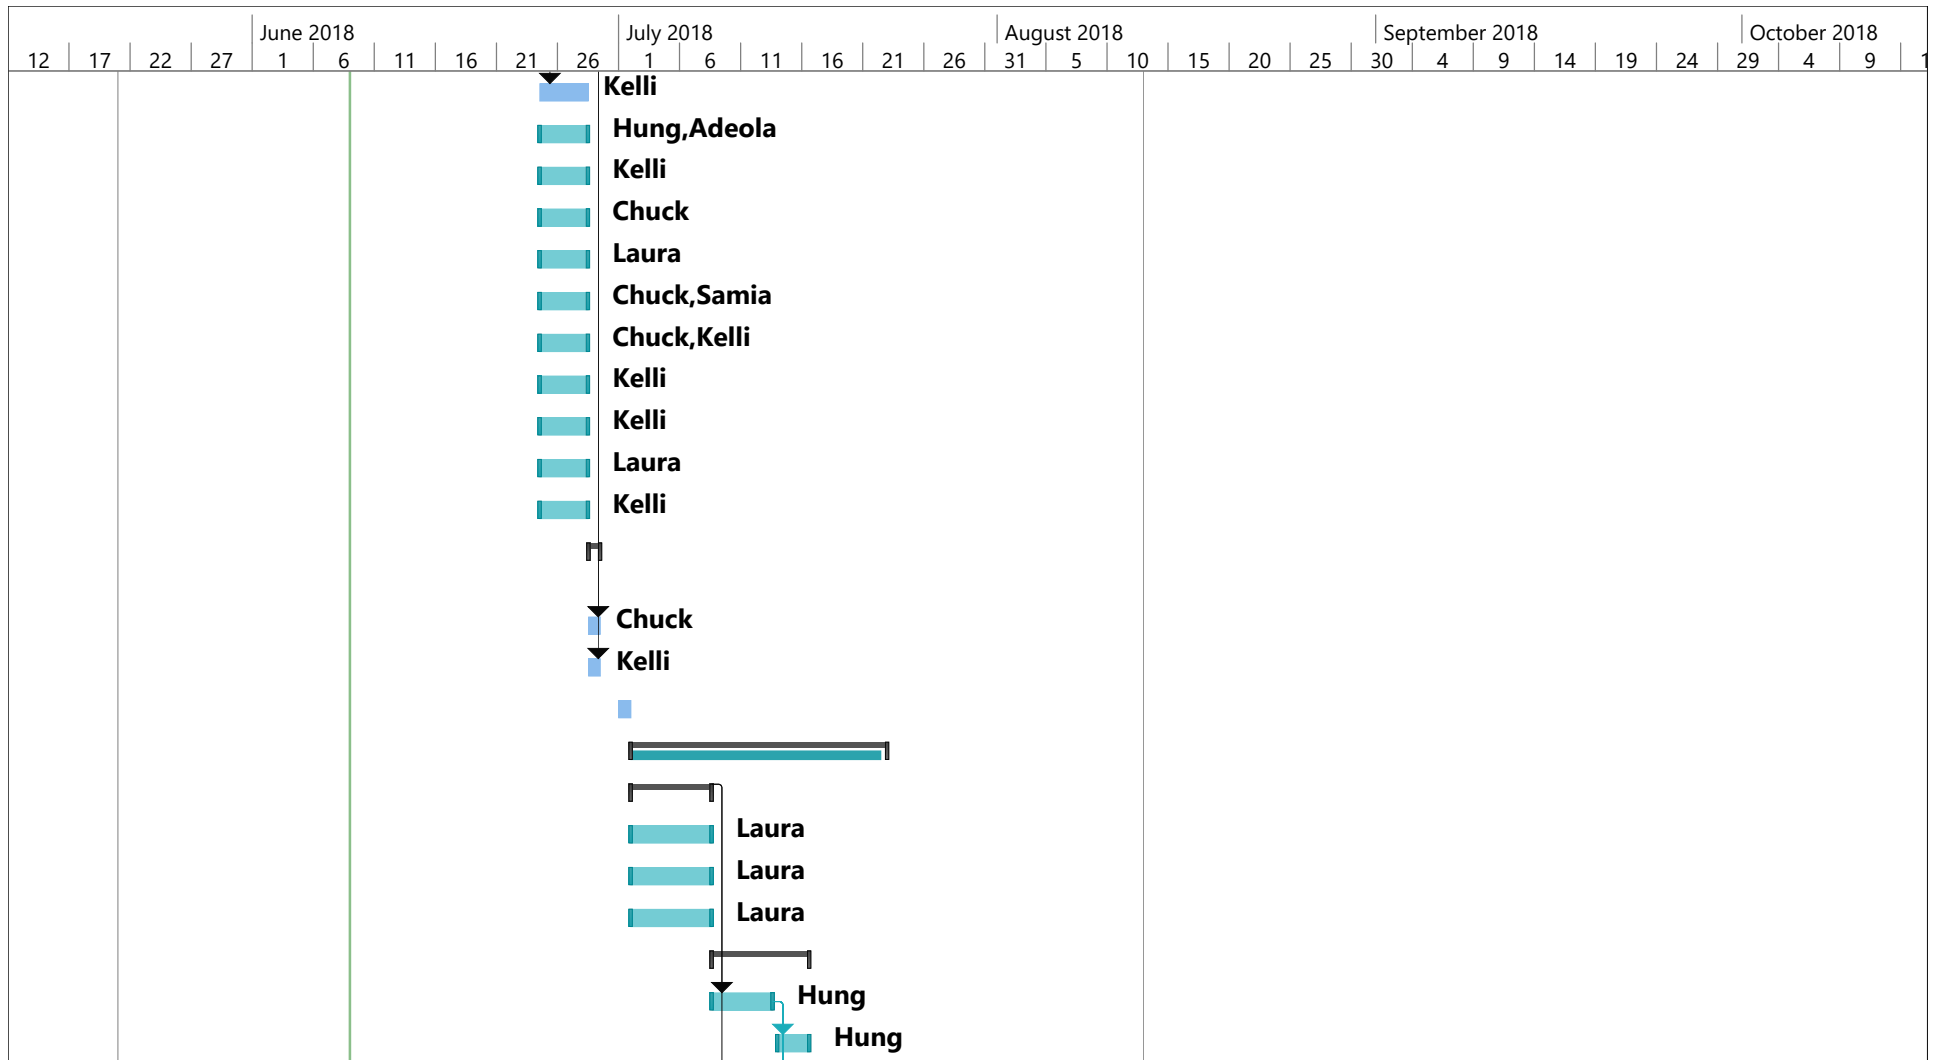 June 2018 July 2018 August 2018 September 2018 October 2018
12 17 22 27 1 6 11 16 21 26 1 6 11 16 21 26 31 5 10 15 20 25 30 4 9 14 19 24 29 4 9 1
Kelli
Hung,Adeola
Kelli
Chuck
Laura
Chuck,Samia
Chuck,Kelli
Kelli
Kelli
Laura
Kelli
Chuck
Kelli
Laura
Laura
Laura
Hung
Hung